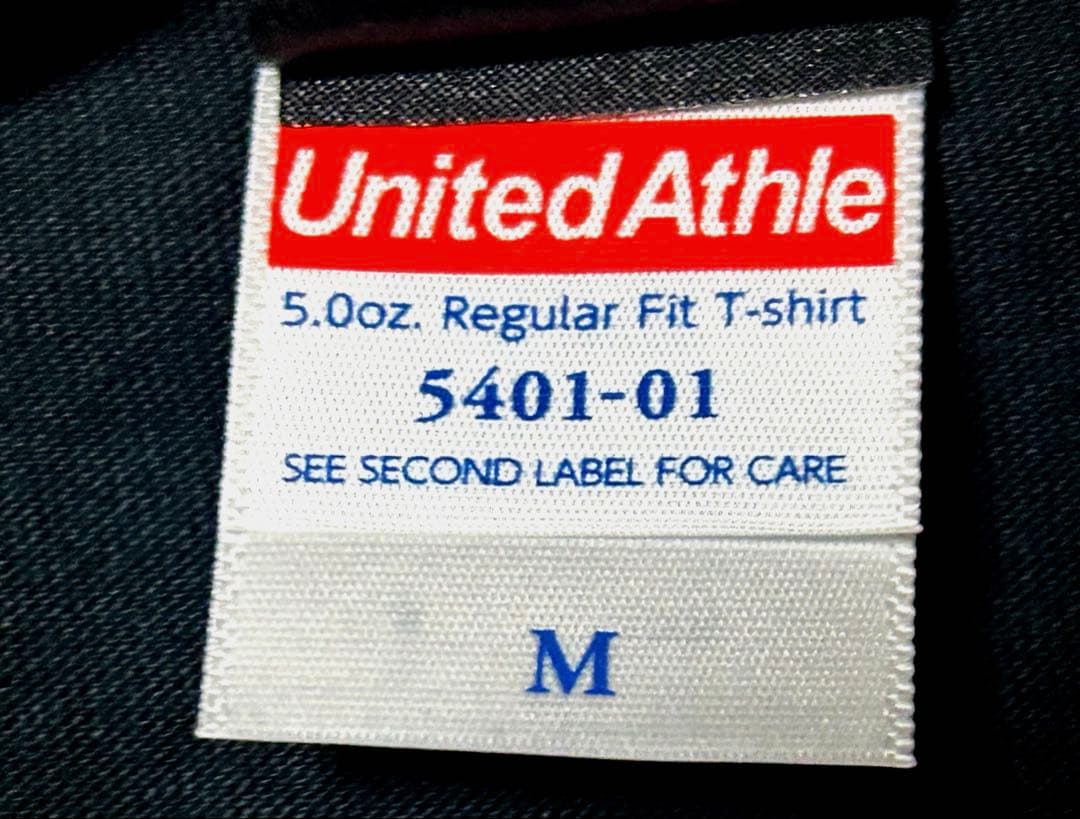 United Athle
5.0oz. Regular Fit T-shirt
5401-01
SEE SECOND LABEL FOR CARE
M